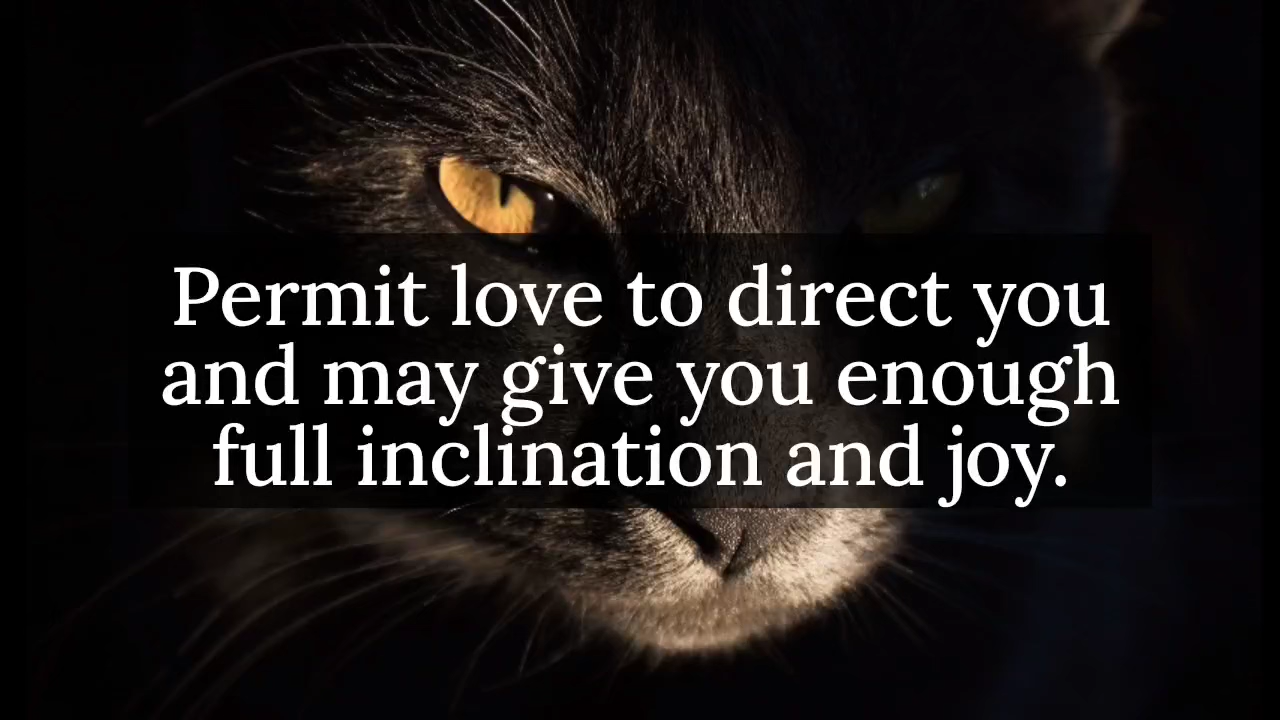 Permit love to direct you
and may give you enough
full inclination and joy.